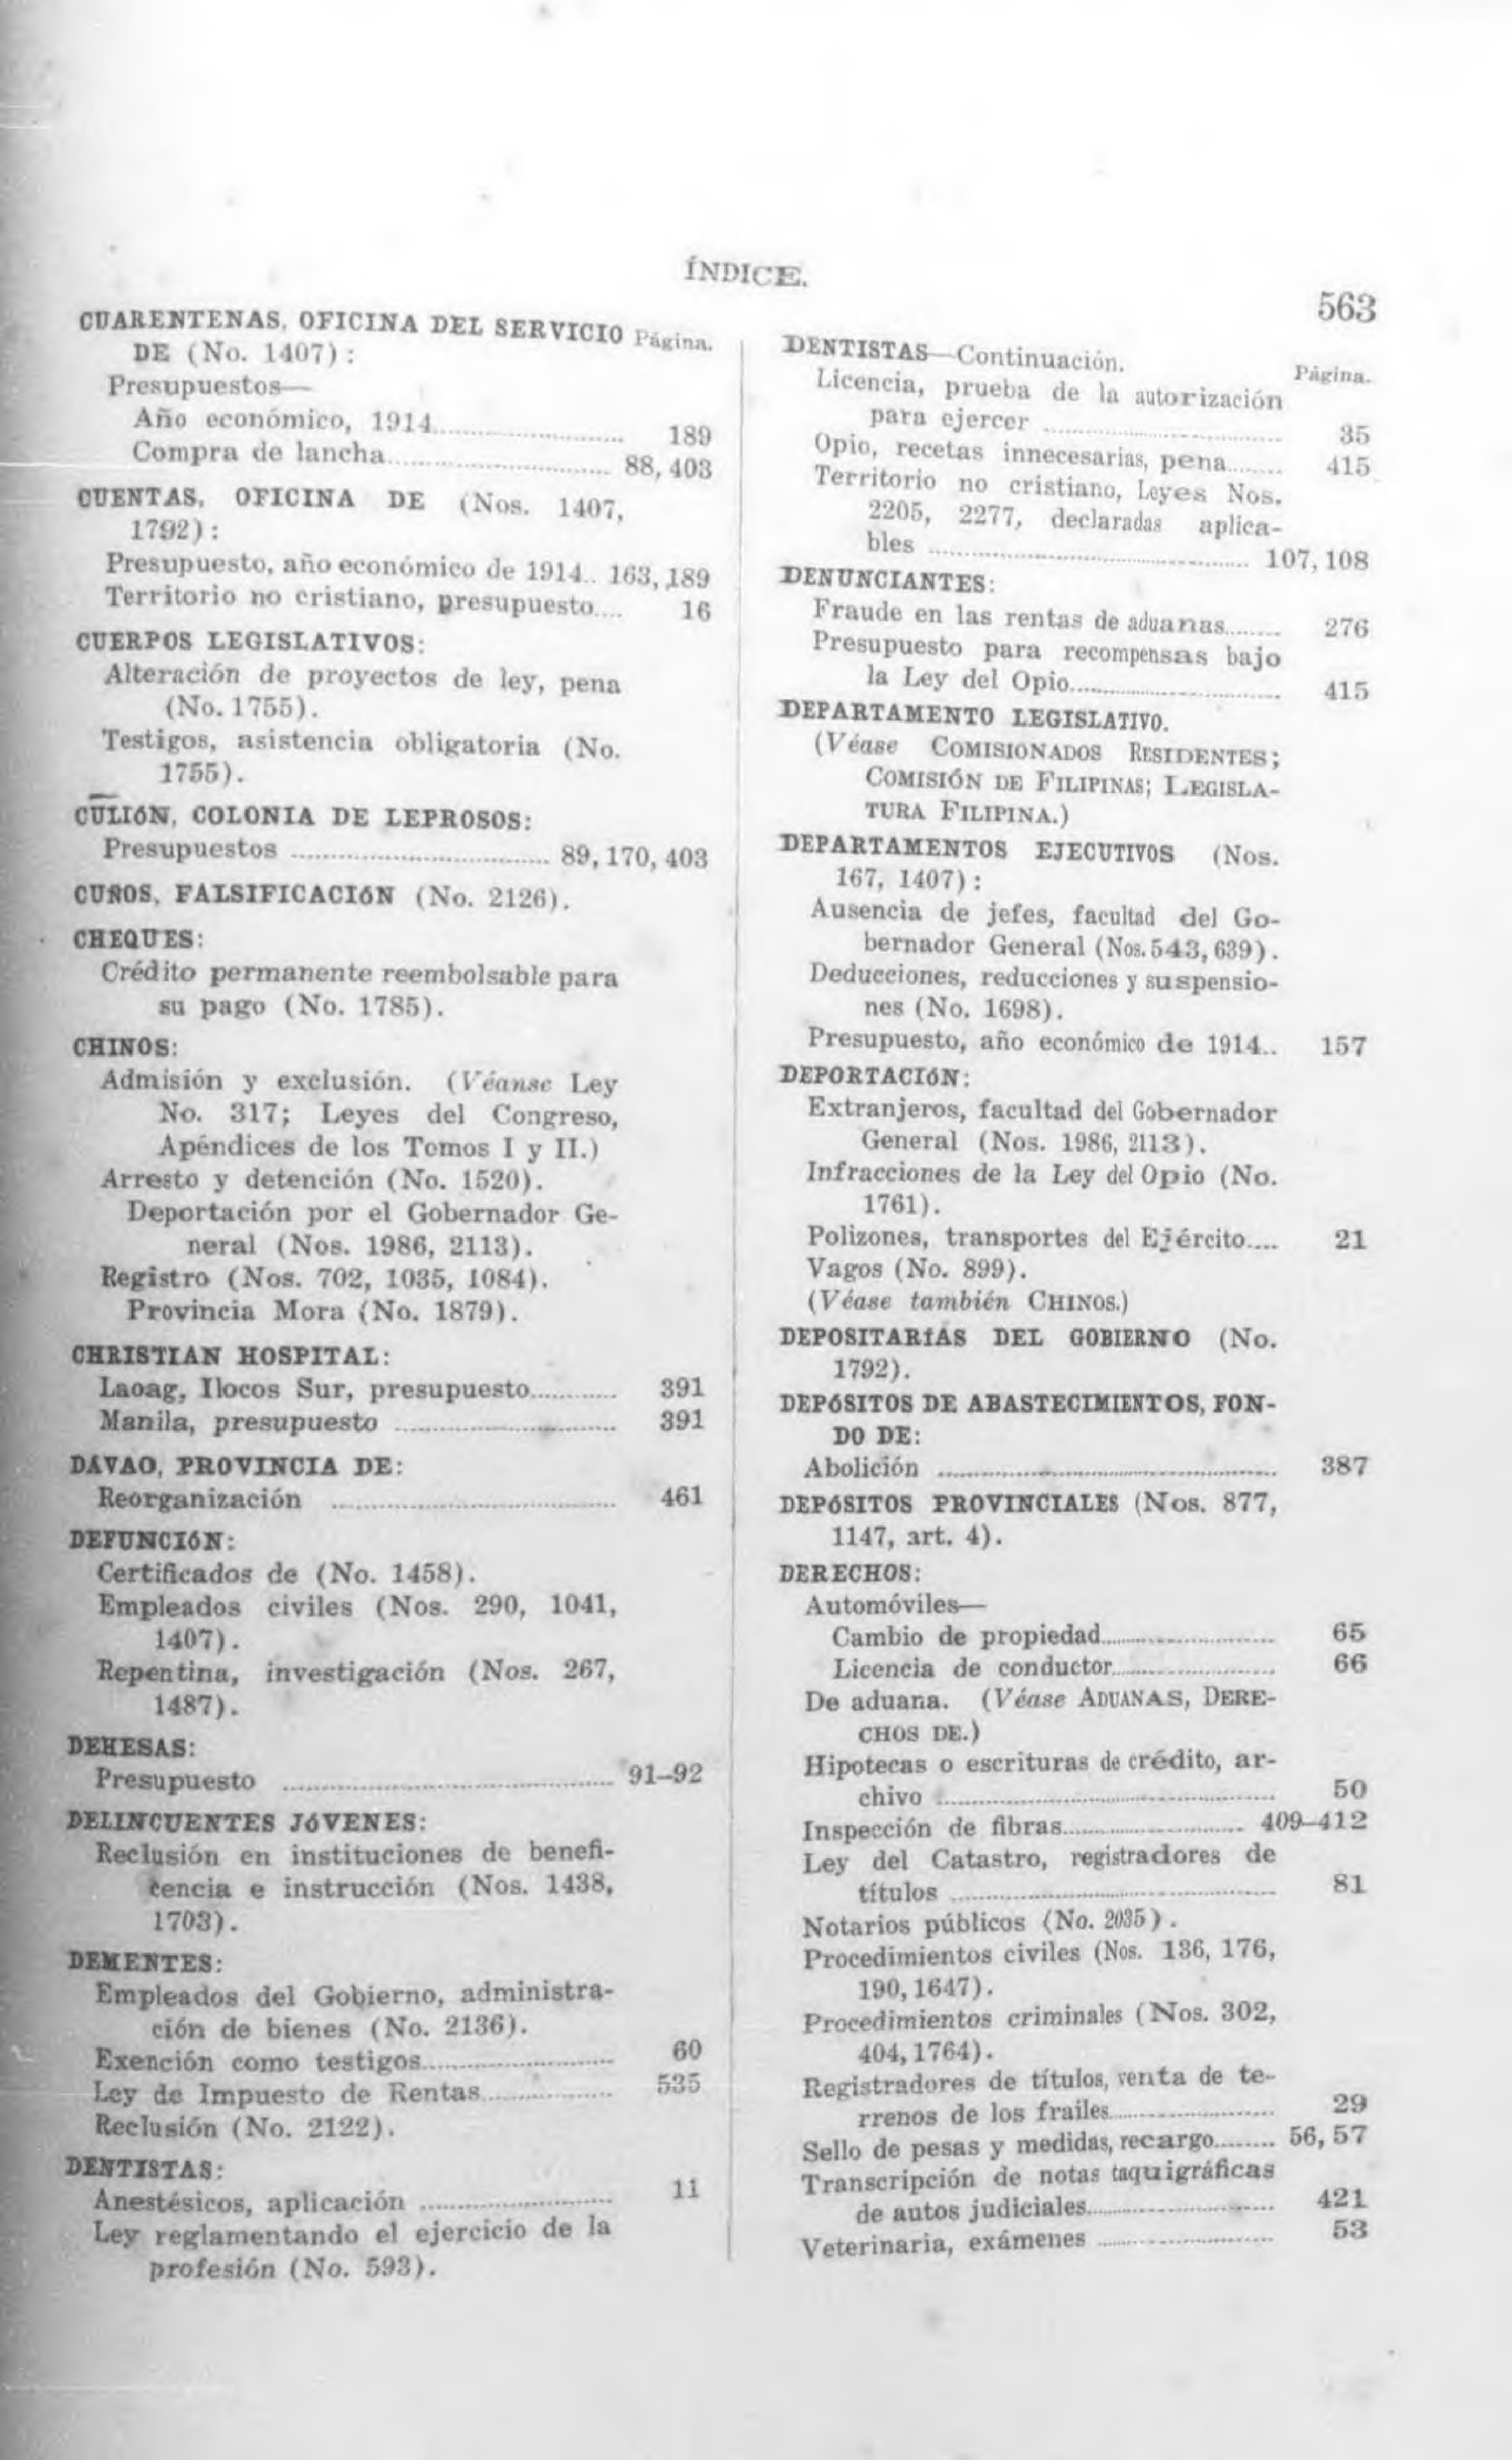 ÍNDICE.
563
CUARENTENAS, OFICINA DEL SERVICIO Página.
DE (No. 1407):
Presupuestos—
Año económico, 1914........................ 189
Compra de lancha........................ 88, 403
CUENTAS, OFICINA DE (Nos. 1407,
1792):
Presupuesto, año económico de 1914.. 163, 189
Territorio no cristiano, presupuesto.... 16
CUERPOS LEGISLATIVOS:
Alteración de proyectos de ley, pena
(No. 1755).
Testigos, asistencia obligatoria (No.
1755).
CULIÓN, COLONIA DE LEPROSOS:
Presupuestos ........................ 89, 170, 403
CUÑOS, FALSIFICACIÓN (No. 2126).
CHEQUES:
Crédito permanente reembolsable para
su pago (No. 1785).
CHINOS:
Admisión y exclusión. (Véanse Ley
No. 317; Leyes del Congreso,
Apéndices de los Tomos I y II.)
Arresto y detención (No. 1520).
Deportación por el Gobernador Ge-
neral (Nos. 1986, 2113).
Registro (Nos. 702, 1035, 1084).
Provincia Mora (No. 1879).
CHRISTIAN HOSPITAL:
Laoag, Ilocos Sur, presupuesto............ 391
Manila, presupuesto ........................ 391
DÁVAO, PROVINCIA DE:
Reorganización ........................ 461
DEFUNCIÓN:
Certificados de (No. 1458).
Empleados civiles (Nos. 290, 1041,
1407).
Repentina, investigación (Nos. 267,
1487).
DEHESAS:
Presupuesto ........................ 91–92
DELINCUENTES JÓVENES:
Reclusión en instituciones de benefi-
cencia e instrucción (Nos. 1438,
1703).
DEMENTES:
Empleados del Gobierno, administra-
ción de bienes (No. 2136).
Exención como testigos........................ 60
Ley de Impuesto de Rentas................ 535
Reclusión (No. 2122).
DENTISTAS:
Anestésicos, aplicación ........................ 11
Ley reglamentando el ejercicio de la
profesión (No. 593).
DENTISTAS—Continuación. Página.
Licencia, prueba de la autorización
para ejercer ........................ 35
Opio, recetas innecesarias, pena........ 415
Territorio no cristiano, Leyes Nos.
2205, 2277, declaradas aplica-
bles ........................ 107, 108
DENUNCIANTES:
Fraude en las rentas de aduanas........ 276
Presupuesto para recompensas bajo
la Ley del Opio........................ 415
DEPARTAMENTO LEGISLATIVO.
(Véase COMISIONADOS RESIDENTES;
COMISIÓN DE FILIPINAS; LEGISLA-
TURA FILIPINA.)
DEPARTAMENTOS EJECUTIVOS (Nos.
167, 1407):
Ausencia de jefes, facultad del Go-
bernador General (Nos. 543, 639).
Deducciones, reducciones y suspensio-
nes (No. 1698).
Presupuesto, año económico de 1914.. 157
DEPORTACIÓN:
Extranjeros, facultad del Gobernador
General (Nos. 1986, 2113).
Infracciones de la Ley del Opio (No.
1761).
Polizones, transportes del Ejército.... 21
Vagos (No. 899).
(Véase también CHINOS.)
DEPOSITARÍAS DEL GOBIERNO (No.
1792).
DEPÓSITOS DE ABASTECIMIENTOS, FON-
DO DE:
Abolición ........................ 387
DEPÓSITOS PROVINCIALES (Nos. 877,
1147, art. 4).
DERECHOS:
Automóviles—
Cambio de propiedad........................ 65
Licencia de conductor........................ 66
De aduana. (Véase ADUANAS, DERE-
CHOS DE.)
Hipotecas o escrituras de crédito, ar-
chivo ........................ 50
Inspección de fibras........................ 409–412
Ley del Catastro, registradores de
títulos ........................ 81
Notarios públicos (No. 2035).
Procedimientos civiles (Nos. 136, 176,
190, 1647).
Procedimientos criminales (Nos. 302,
404, 1764).
Registradores de títulos, venta de te-
rrenos de los frailes........................ 29
Sello de pesas y medidas, recargo........ 56, 57
Transcripción de notas taquigráficas
de autos judiciales........................ 421
Veterinaria, exámenes ........................ 53